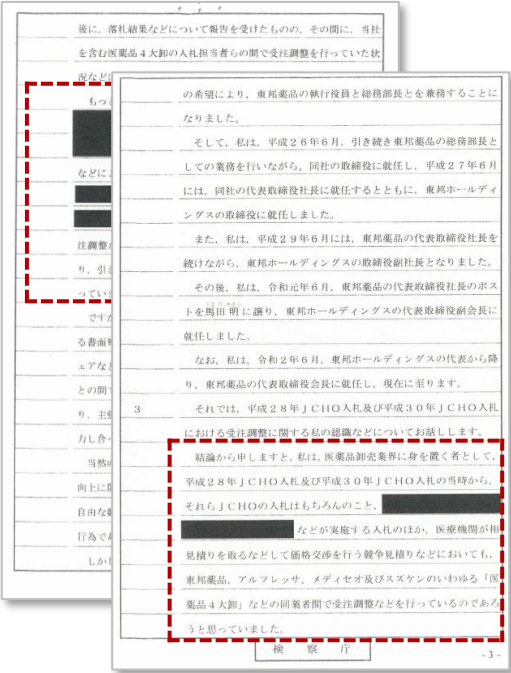 後に，落札結果などについて報告を受けたものの，その間に，当社
を含む医薬品４大卸の入札担当者らの間で受注調整を行っていた状
況などに
もっ
などに
注調整
り，引き
ってい
ですか
る書面
ェアな
との間
り，主
力し合
当然の
向上に
自由な
行為で
しか
の希望により，東邦薬品の執行役員と総務部長とを兼務することに
なりました。
そして，私は，平成２６年６月，引き続き東邦薬品の総務部長と
しての業務を行いながら，同社の取締役に就任し，平成２７年６月
には，同社の代表取締役社長に就任するとともに，東邦ホールディ
ングスの取締役に就任しました。
また，私は，平成２９年６月には，東邦薬品の代表取締役社長を
続けながら，東邦ホールディングスの取締役副社長となりました。
その後，私は，令和元年６月，東邦薬品の代表取締役社長のポス
トを馬田明に譲り，東邦ホールディングスの代表取締役副会長に
就任しました。
なお，私は，令和２年６月，東邦ホールディングスの代表から降
り，東邦薬品の代表取締役会長に就任し，現在に至ります。
３　それでは，平成２８年ＪＣＨＯ入札及び平成３０年ＪＣＨＯ入札
における受注調整に関する私の認識などについてお話しします。
結論から申しますと，私は，医薬品卸売業界に身を置く者として，
平成２８年ＪＣＨＯ入札及び平成３０年ＪＣＨＯ入札の当時から，
それらＪＣＨＯの入札はもちろんのこと，
などが実施する入札のほか，医療機関が相
見積りを取るなどして価格交渉を行う競争見積りなどにおいても，
東邦薬品，アルフレッサ，メディセオ及びスズケンのいわゆる「医
薬品４大卸」などの同業者間で受注調整などを行っているのであろ
うと思っていました。
検察庁
- 3 -